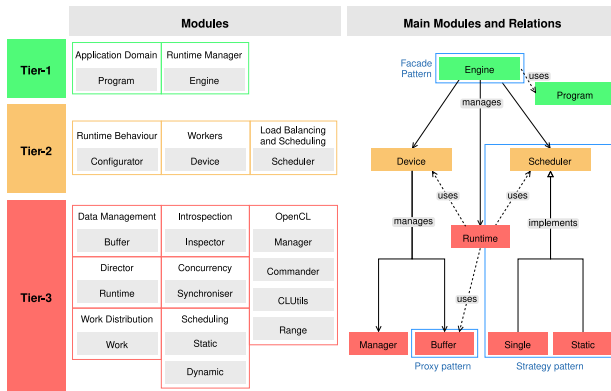 Modules
Tier-1
Application Domain
Program
Runtime Manager
Engine
Tier-2
Runtime Behaviour
Configurator
Workers
Device
Load Balancing
and Scheduling
Scheduler
Tier-3
Data Management
Buffer
Introspection
Inspector
OpenCL
Manager
Commander
CLUtils
Range
Director
Runtime
Concurrency
Synchroniser
Work Distribution
Work
Scheduling
Static
Dynamic
Main Modules and Relations
Facade
Pattern
Engine
uses
Program
manages
Device
Scheduler
manages
uses
uses
implements
Runtime
uses
Manager
Buffer
Single
Static
Proxy pattern
Strategy pattern